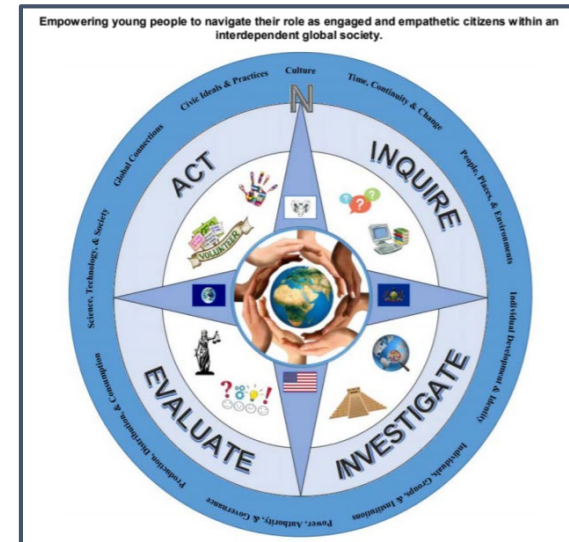 Empowering young people to navigate their role as engaged and empathetic citizens within an
interdependent global society.
Culture
Time, Continuity & Change
People, Places, & Environments
Individual Development & Identity
Individuals, Groups, & Institutions
Power, Authority, & Governance
Production, Distribution, & Consumption
Science, Technology, & Society
Global Connections
Civic Ideals & Practices
N
ACT
INQUIRE
VOLUNTEER
EVALUATE
INVESTIGATE